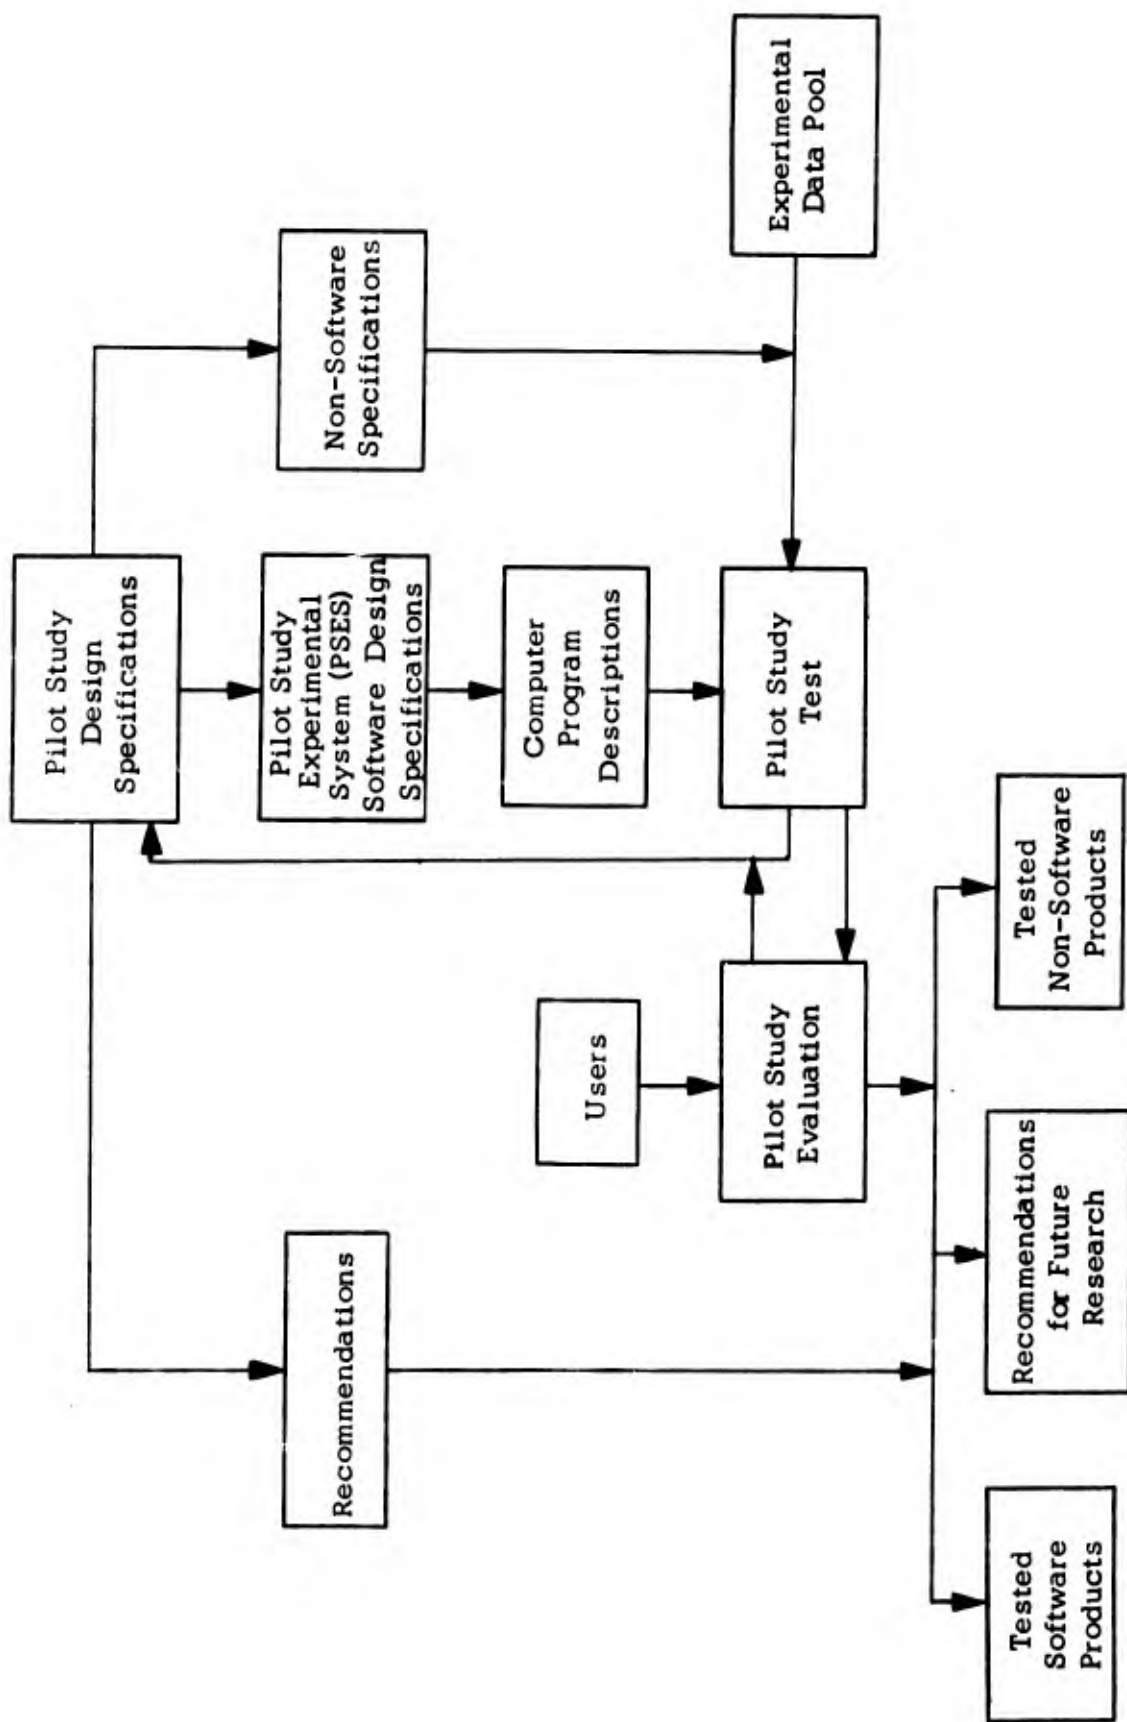 Pilot Study
Design
Specifications
Non-Software
Specifications
Pilot Study
Experimental
System (PSES)
Software Design
Specifications
Recommendations
Computer
Program
Descriptions
Users
Experimental
Data Pool
Pilot Study
Test
Pilot Study
Evaluation
Tested
Software
Products
Recommendations
for Future
Research
Tested
Non-Software
Products